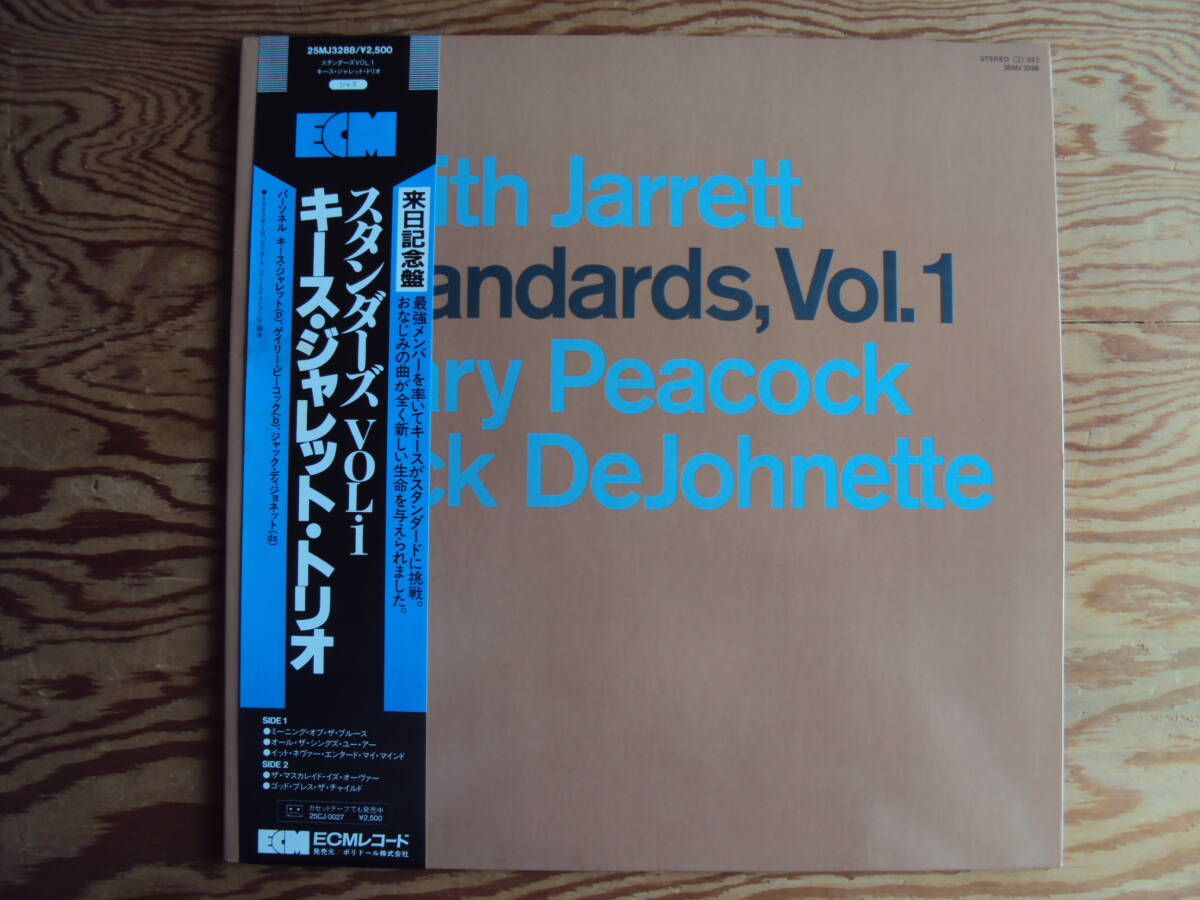 25MJ3288/¥2,500
スタンダーズVOL.1
キース・ジャレット・トリオ
ジャズ
ECM
来日記念盤
最強メンバーを率いてキースがスタンダードに挑戦。
おなじみの曲が全く新しい生命を与えられました。
スタンダーズ VOL.1
キース・ジャレット・トリオ
パーソネル キース・ジャレット(p)、ゲイリー・ピーコック(b)、ジャック・ディジョネット(ds)
SIDE 1
●ミーニング・オブ・ザ・ブルース
●オール・ザ・シングズ・ユー・アー
●イット・ネヴァー・エンタード・マイ・マインド
SIDE 2
●ザ・マスカレイド・イズ・オーヴァー
●ゴッド・ブレス・ザ・チャイルド
カセットテープでも発売中
25CJ 0027 ¥2,500
ECM ECMレコード
発売元/ポリドール株式会社
STEREO
25MJ 3288
ith Jarrett
andards, Vol. 1
ary Peacock
ck DeJohnette